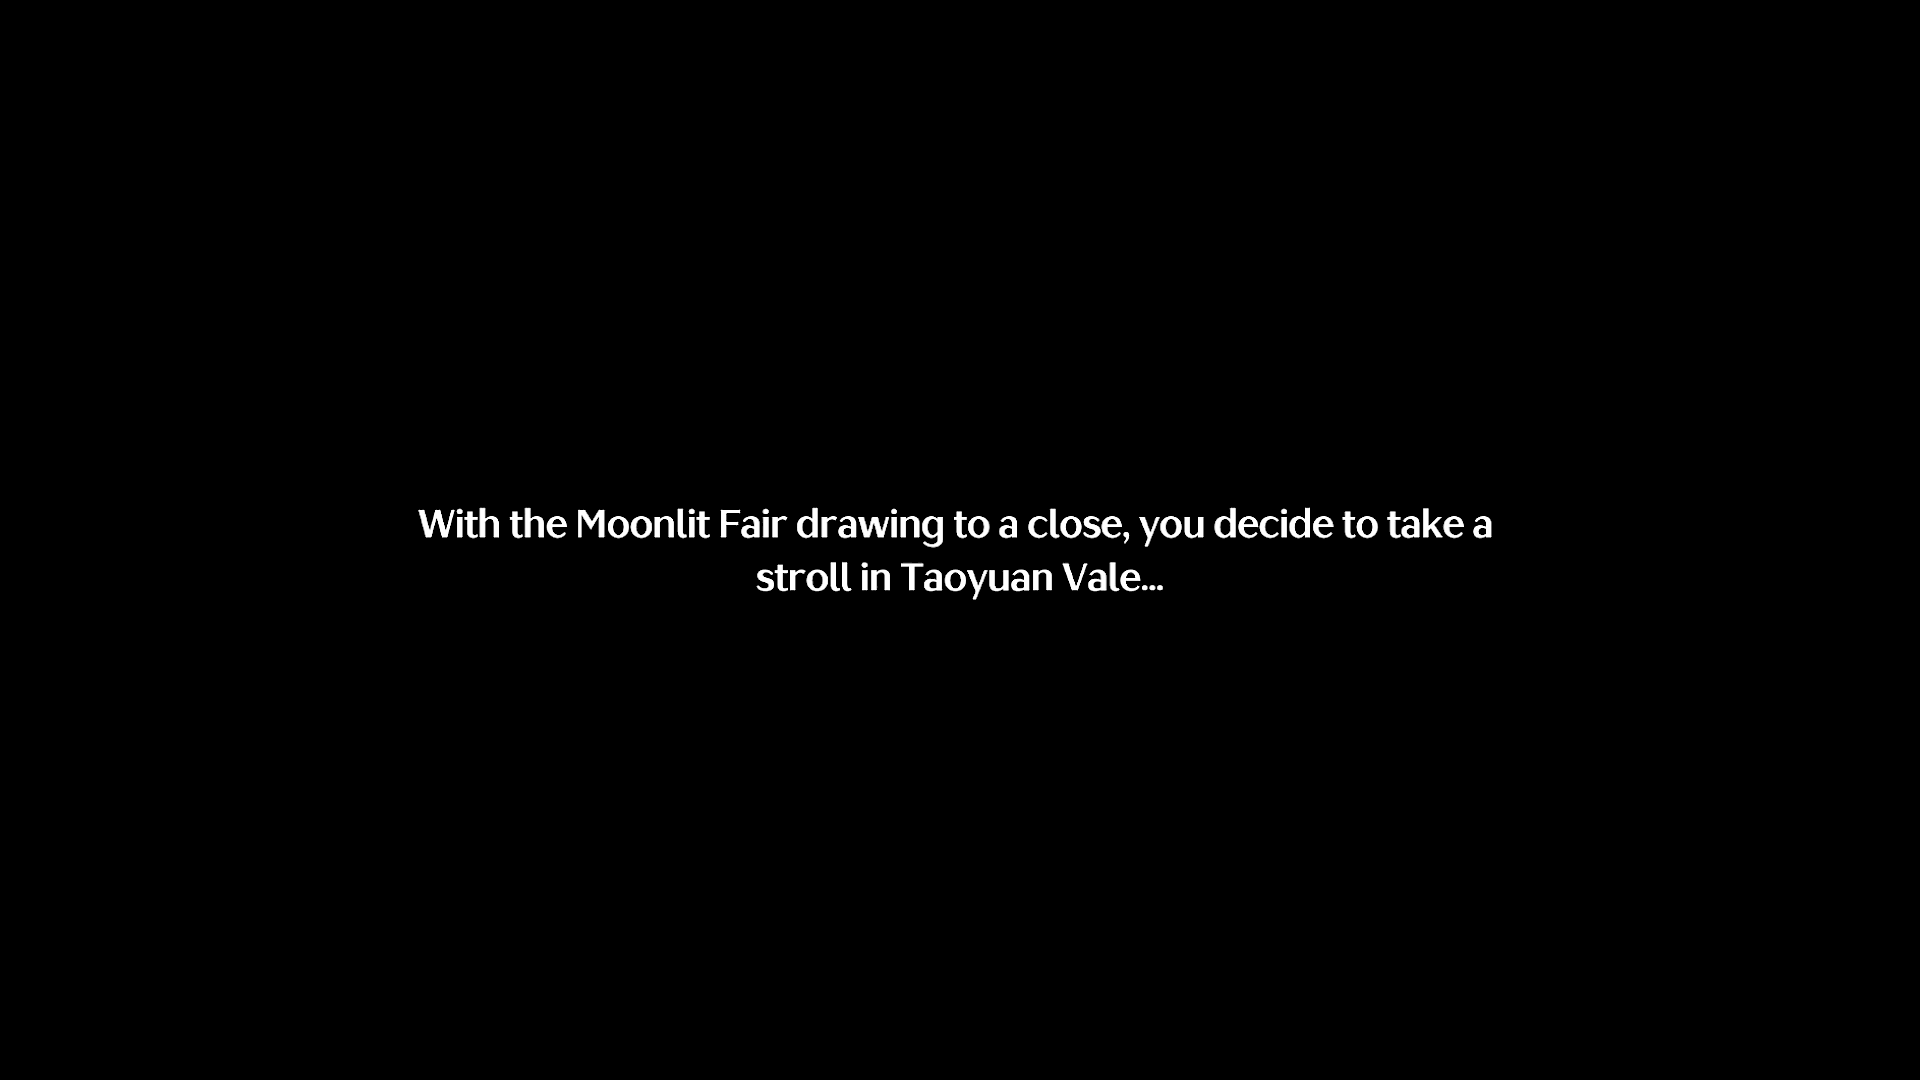 With the Moonlit Fair drawing to a close, you decide to take a
stroll in Taoyuan Vale...